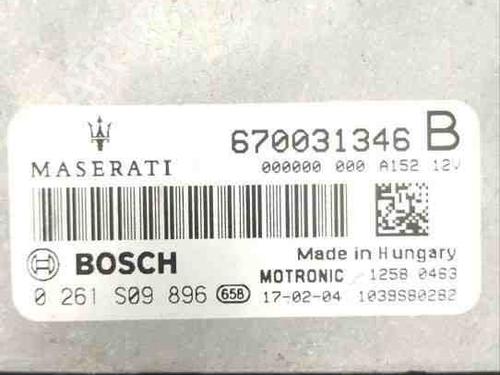 MASERATI
670031346 B
000000 000 A152 12V
BOSCH
Made in Hungary
MOTRONIC 1258 0463
0 261 S09 896 658
17-02-04 1039S80282